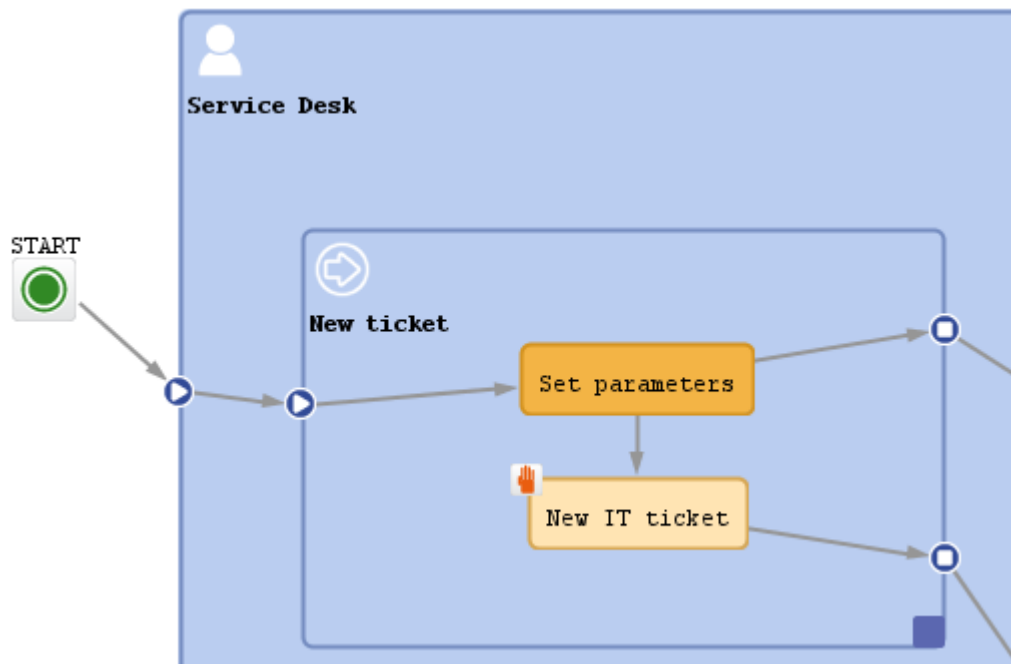 Service Desk
START
New ticket
Set parameters
New IT ticket